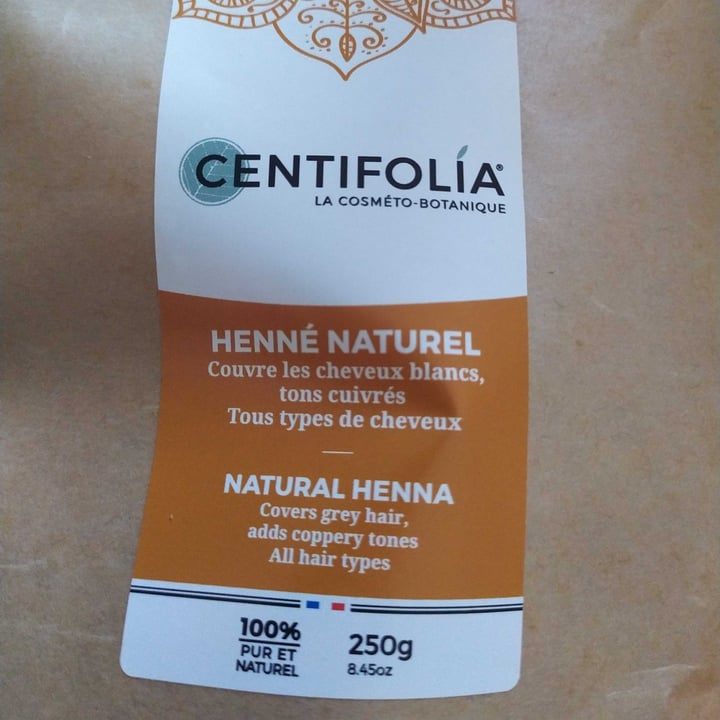 CENTIFOLÍA®
LA COSMÉTO-BOTANIQUE
HENNÉ NATUREL
Couvre les cheveux blancs,
tons cuivrés
Tous types de cheveux
NATURAL HENNA
Covers grey hair,
adds coppery tones
All hair types
100%
PUR ET
NATUREL
250g
8.45oz